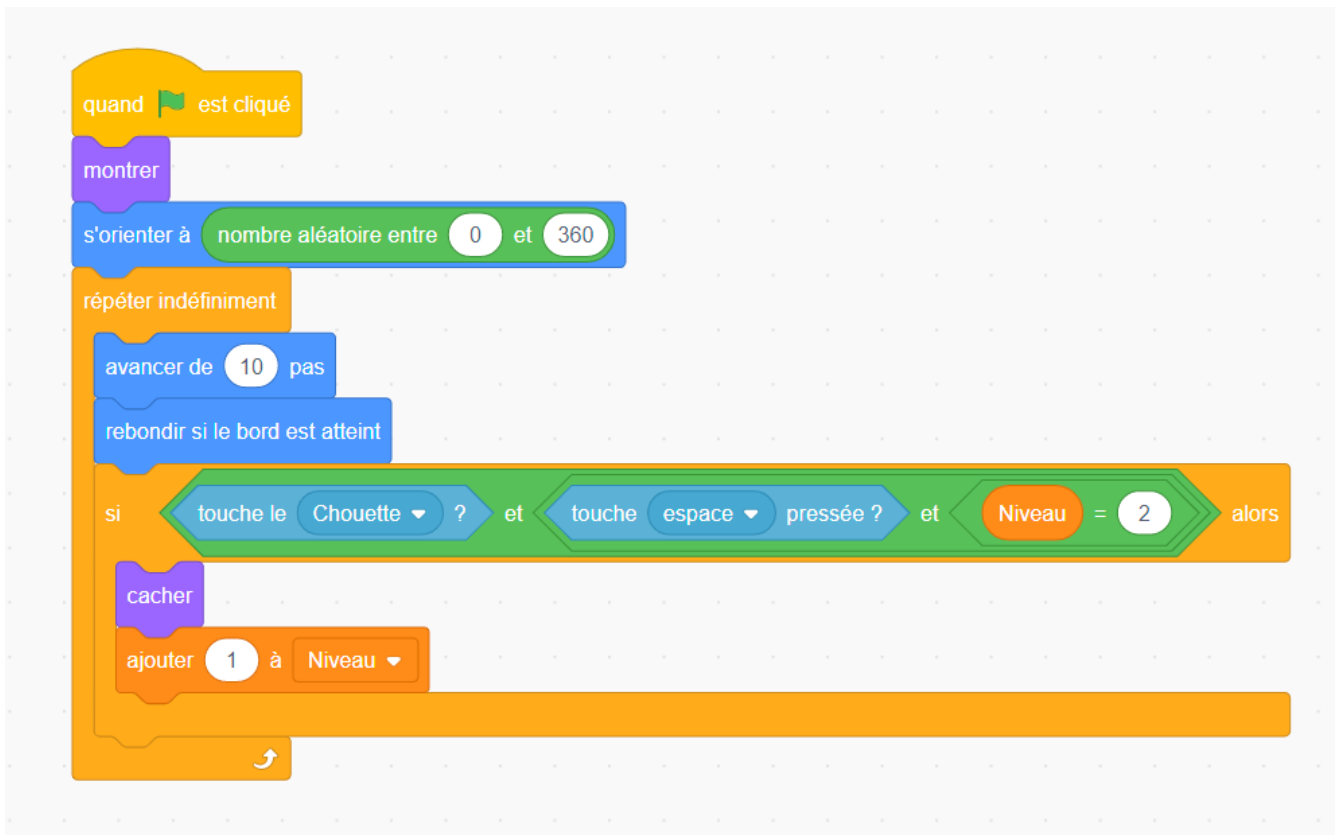 quand est cliqué
montrer
s'orienter à nombre aléatoire entre 0 et 360
répéter indéfiniment
avancer de 10 pas
rebondir si le bord est atteint
si touche le Chouette ? et touche espace pressée ? et Niveau = 2 alors
cacher
ajouter 1 à Niveau